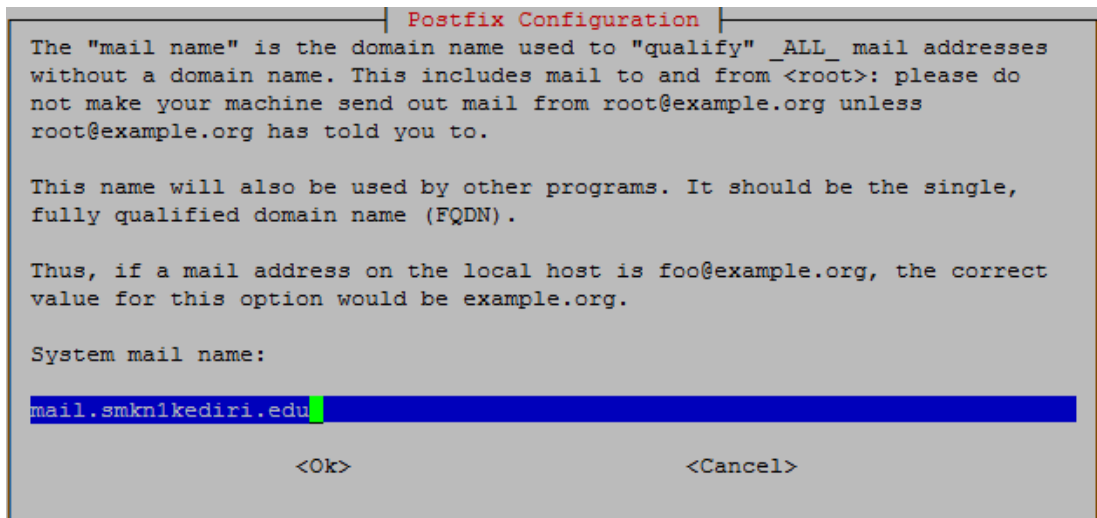 Postfix Configuration
The "mail name" is the domain name used to "qualify" _ALL_ mail addresses
without a domain name. This includes mail to and from <root>: please do
not make your machine send out mail from root@example.org unless
root@example.org has told you to.
This name will also be used by other programs. It should be the single,
fully qualified domain name (FQDN).
Thus, if a mail address on the local host is foo@example.org, the correct
value for this option would be example.org.
System mail name:
mail.smkn1kediri.edu
<Ok> <Cancel>